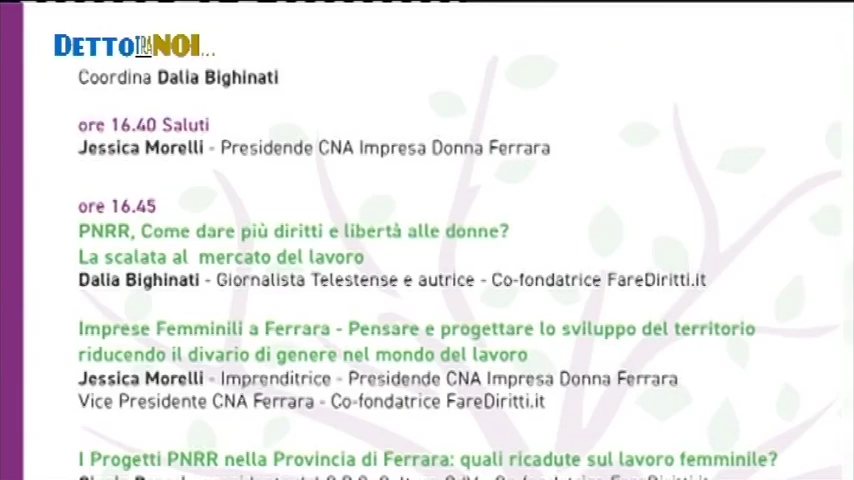 DETTO TRA NOI...
Coordina Dalia Bighinati
ore 16.40 Saluti
Jessica Morelli - Presidende CNA Impresa Donna Ferrara
ore 16.45
PNRR, Come dare più diritti e libertà alle donne?
La scalata al mercato del lavoro
Dalia Bighinati - Giornalista Telestense e autrice - Co-fondatrice FareDiritti.it
Imprese Femminili a Ferrara - Pensare e progettare lo sviluppo del territorio
riducendo il divario di genere nel mondo del lavoro
Jessica Morelli - Imprenditrice - Presidende CNA Impresa Donna Ferrara
Vice Presidente CNA Ferrara - Co-fondatrice FareDiritti.it
I Progetti PNRR nella Provincia di Ferrara: quali ricadute sul lavoro femminile?